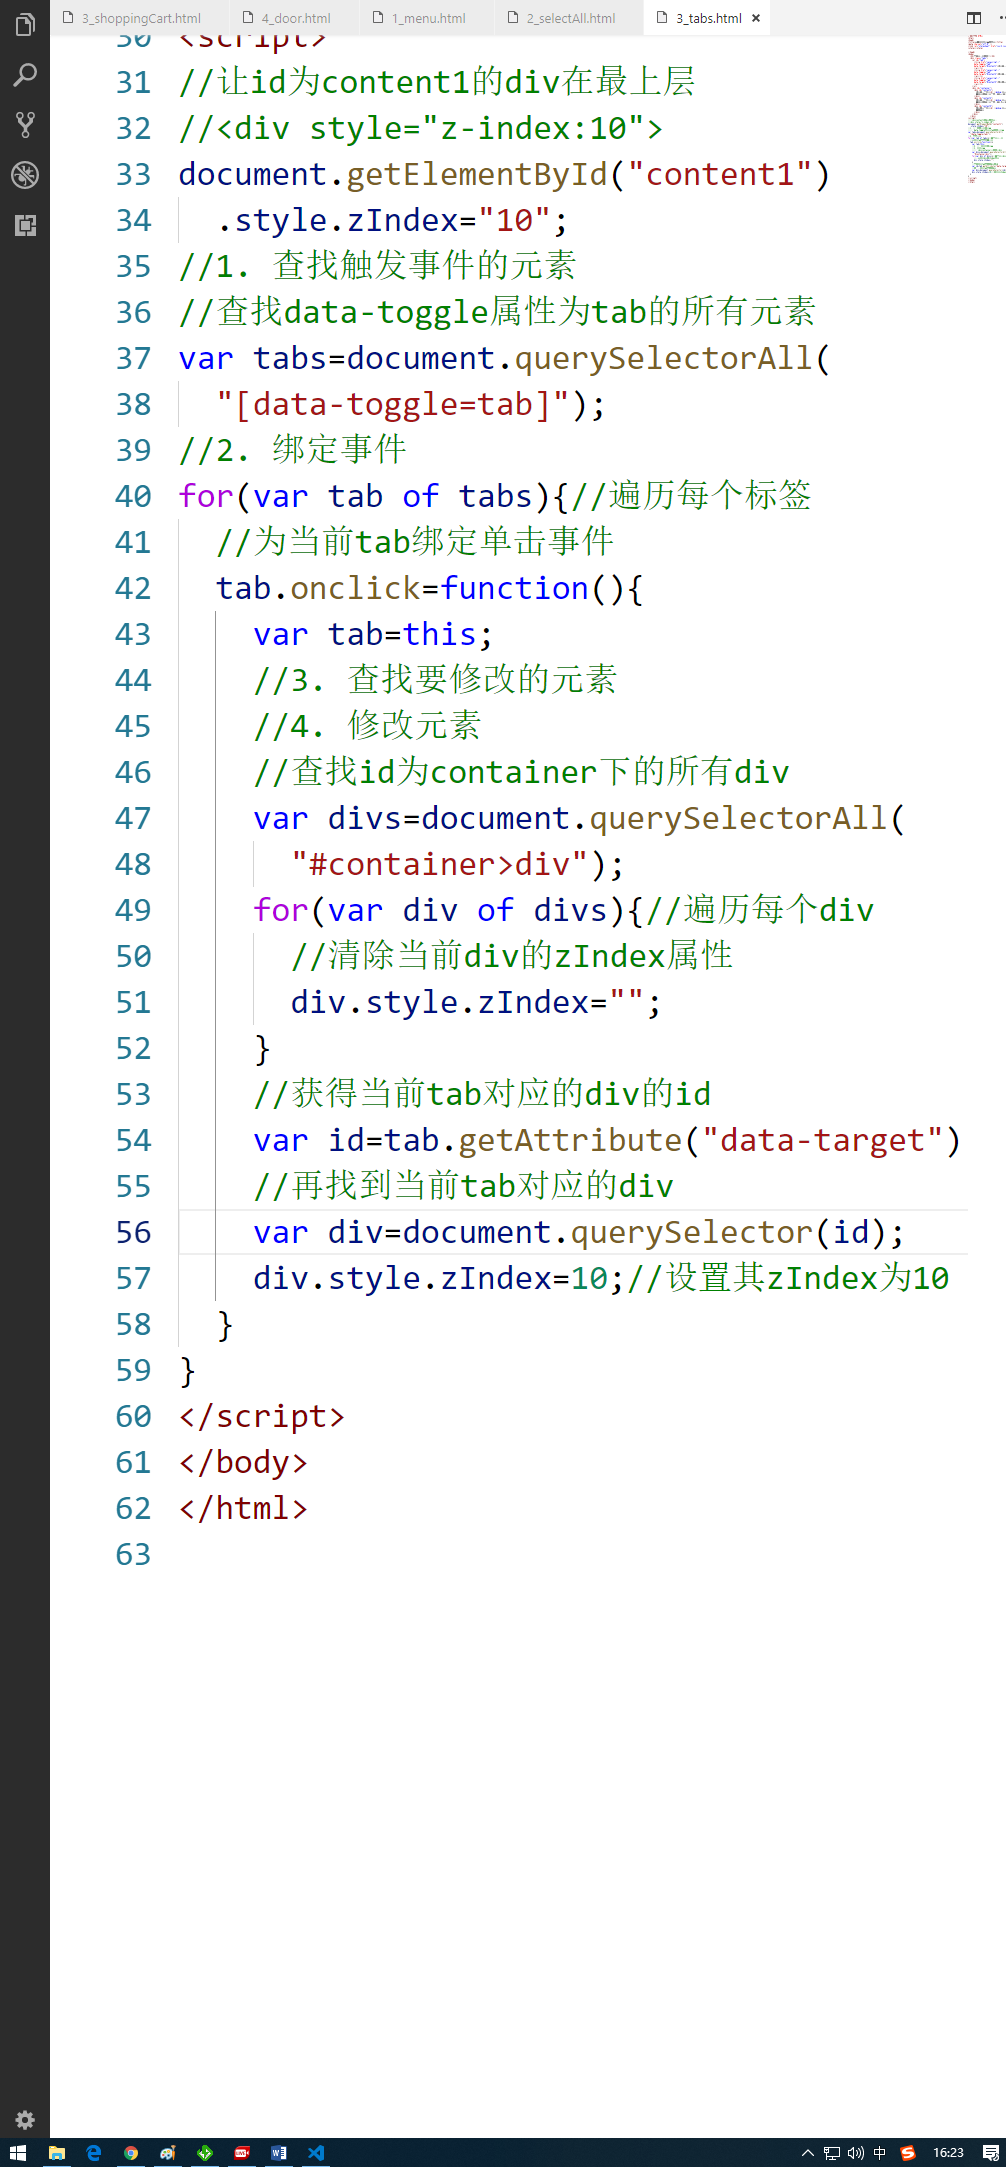 3_shoppingCart.html 4_door.html 1_menu.html 2_selectAll.html 3_tabs.html ×
30 <script>
31 //让id为content1的div在最上层
32 //<div style="z-index:10">
33 document.getElementById("content1")
34 .style.zIndex="10";
35 //1. 查找触发事件的元素
36 //查找data-toggle属性为tab的所有元素
37 var tabs=document.querySelectorAll(
38 "[data-toggle=tab]");
39 //2. 绑定事件
40 for(var tab of tabs){//遍历每个标签
41 //为当前tab绑定单击事件
42 tab.onclick=function(){
43 var tab=this;
44 //3. 查找要修改的元素
45 //4. 修改元素
46 //查找id为container下的所有div
47 var divs=document.querySelectorAll(
48 "#container>div");
49 for(var div of divs){//遍历每个div
50 //清除当前div的zIndex属性
51 div.style.zIndex="";
52 }
53 //获得当前tab对应的div的id
54 var id=tab.getAttribute("data-target")
55 //再找到当前tab对应的div
56 var div=document.querySelector(id);
57 div.style.zIndex=10;//设置其zIndex为10
58 }
59 }
60 </script>
61 </body>
62 </html>
63
中 16:23